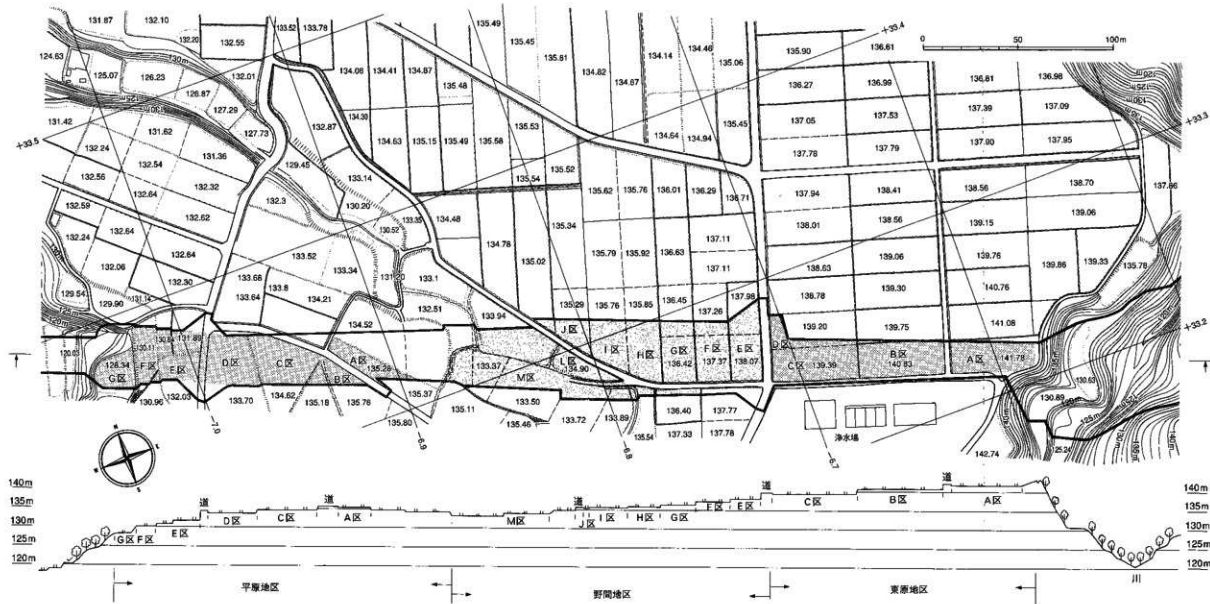 131.87 132.10 133.52 133.78 135.49 +33.4
132.20 132.55 135.45 134.14 134.46 135.90 136.61 0 50 100m
124.63 130m 135.81 134.82 135.06
125.07 126.23 132.01 134.06 134.41 134.87 135.48 134.67 136.27 136.99 136.81 136.98
126.87 127.29 134.30 135.53 137.05 137.53 137.39 137.09
131.42 131.62 127.73 132.87 134.63 135.15 135.49 135.58 134.64 134.94 135.45 +33.3
+33.5 132.24 132.54 131.36 129.45 135.52 137.78 137.79 137.90 137.95
132.56 132.64 132.32 133.14 135.54 135.62 135.76 136.01 136.29 136.71 137.94 138.41 138.56 138.70 137.86
132.59 132.62 132.3 130.20 133.35 134.48 138.01 138.56 139.15 139.06
132.24 132.64 130.52 134.78 135.34 137.11
132.06 132.64 133.52 133.34 131.20 133.1 135.02 135.79 135.92 136.63 137.11 138.63 139.06 139.76 139.86 139.33 135.78
132.30 133.68 133.8 134.21
129.54 129.90 131.14 133.64 132.51 133.94 135.29 135.76 135.85 136.45 137.26 137.98 138.78 139.30 140.76
134.52 J区 139.20 139.75 141.08 +33.2
120.03 130.11 131.89 D区 C区 A区 135.26 L区 134.90 I区 H区 G区 F区 E区 D区 B区 A区 141.78
128.34 F区 E区 B区 133.37 M区 136.42 137.37 138.07 C区 139.39 140.83
G区 130.96 132.03 133.70 134.62 135.18 135.76 135.37 133.50 130.63 130.89
-7.0 135.80 -6.9 135.11 135.46 133.72 133.89 135.54 136.40 137.77 浄水場 125.24
137.33 137.78 142.74
-6.8 -6.7
140m 道 道 道 道 道 140m
135m D区 C区 A区 M区 J区 I区 H区 G区 F区 E区 C区 B区 A区 135m
130m E区 130m
125m G区 F区 125m
120m 120m
平原地区 野間地区 東原地区 川